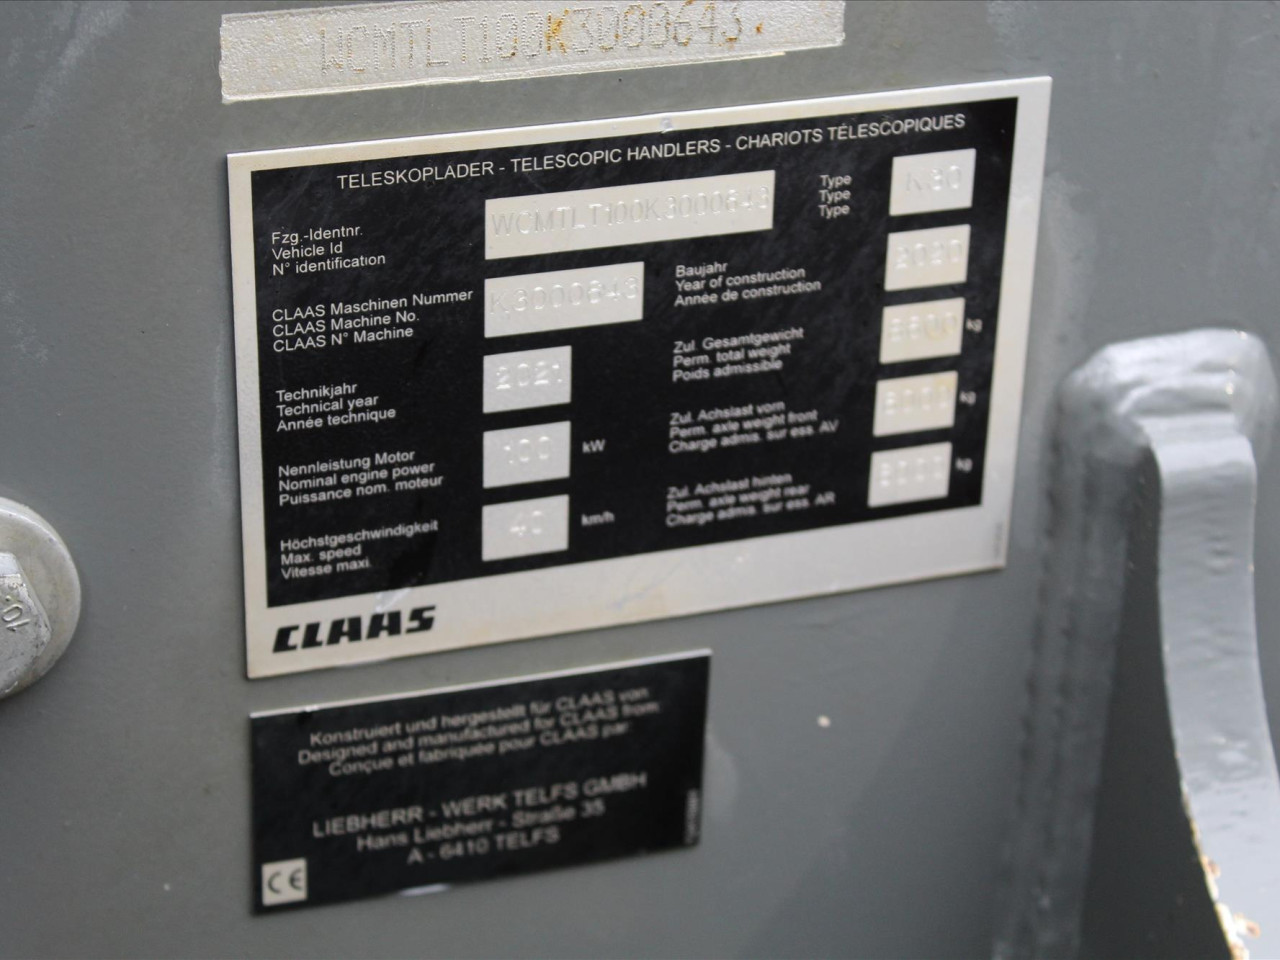 WCMTLT100K3000643
TELESKOPLADER - TELESCOPIC HANDLERS - CHARIOTS TÉLESCOPIQUES
Fzg.-Identnr.
Vehicle Id
N° identification
WCMTLT100K3000643
Type
Type
Type
K30
CLAAS Maschinen Nummer
CLAAS Machine No.
CLAAS N° Machine
K3000643
Baujahr
Year of construction
Année de construction
2020
Technikjahr
Technical year
Année technique
2021
Zul. Gesamtgewicht
Perm. total weight
Poids admissible
kg
Nennleistung Motor
Nominal engine power
Puissance nom. moteur
100 kW
Zul. Achslast vorn
Perm. axle weight front
Charge admis. sur ess. AV
kg
Höchstgeschwindigkeit
Max. speed
Vitesse maxi.
40 km/h
Zul. Achslast hinten
Perm. axle weight rear
Charge admis. sur ess. AR
kg
CLAAS
Konstruiert und hergestellt für CLAAS von:
Designed and manufactured for CLAAS from:
Conçue et fabriquée pour CLAAS par:
LIEBHERR - WERK TELFS GMBH
Hans Liebherr - Straße 35
A - 6410 TELFS
CE
10.